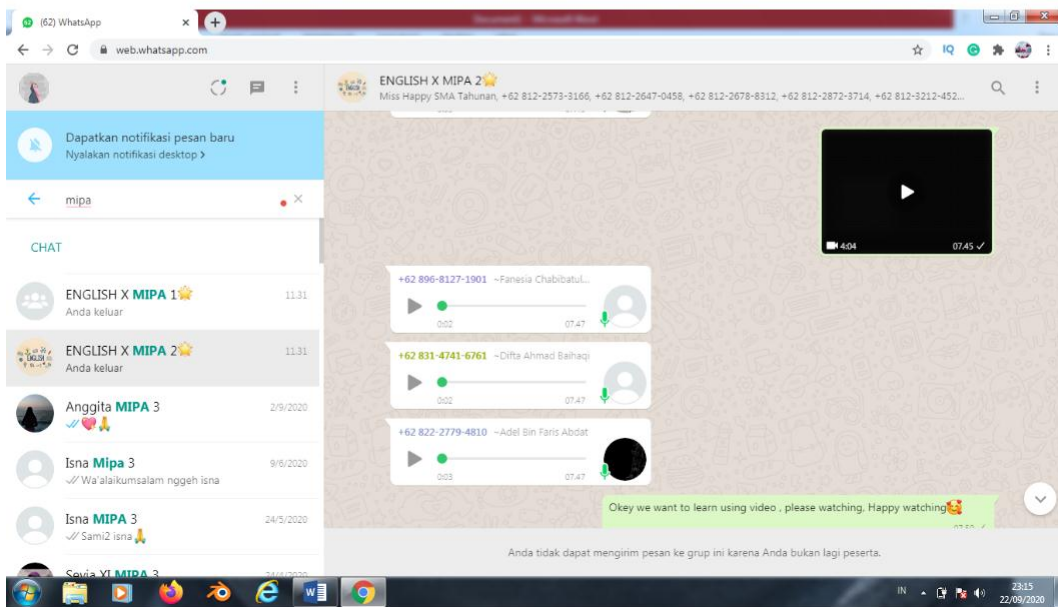 (62) WhatsApp
web.whatsapp.com
IQ
Dapatkan notifikasi pesan baru
Nyalakan notifikasi desktop >
mipa
CHAT
ENGLISH X MIPA 1 11.31
Anda keluar
ENGLISH X MIPA 2 11.31
Anda keluar
Anggita MIPA 3 2/9/2020
Isna Mipa 3 9/6/2020
Wa'alaikumsalam nggeh isna
Isna MIPA 3 24/5/2020
Sami2 isna
Sevia XI MIPA 3
ENGLISH X MIPA 2
Miss Happy SMA Tahunan, +62 812-2573-3166, +62 812-2647-0458, +62 812-2678-8312, +62 812-2872-3714, +62 812-3212-452...
4:04 07.45
+62 896-8127-1901 ~Fanesia Chabibatul...
0:02 07.47
+62 831-4741-6761 ~Difta Ahmad Baihaqi
0:02 07.47
+62 822-2779-4810 ~Adel Bin Faris Abdat
0:03 07.47
Okey we want to learn using video , please watching, Happy watching🥰
Anda tidak dapat mengirim pesan ke grup ini karena Anda bukan lagi peserta.
IN 23:15
22/09/2020